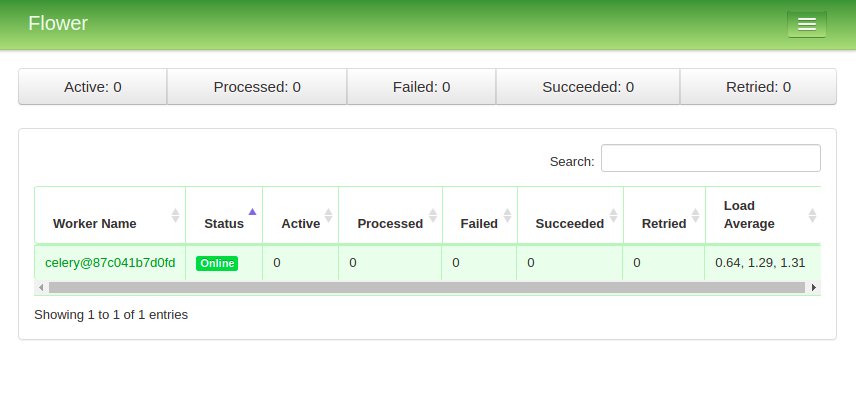 Flower
Active: 0 Processed: 0 Failed: 0 Succeeded: 0 Retried: 0
Search:
Worker Name Status Active Processed Failed Succeeded Retried Load Average
celery@87c041b7d0fd Online 0 0 0 0 0 0.64, 1.29, 1.31
Showing 1 to 1 of 1 entries